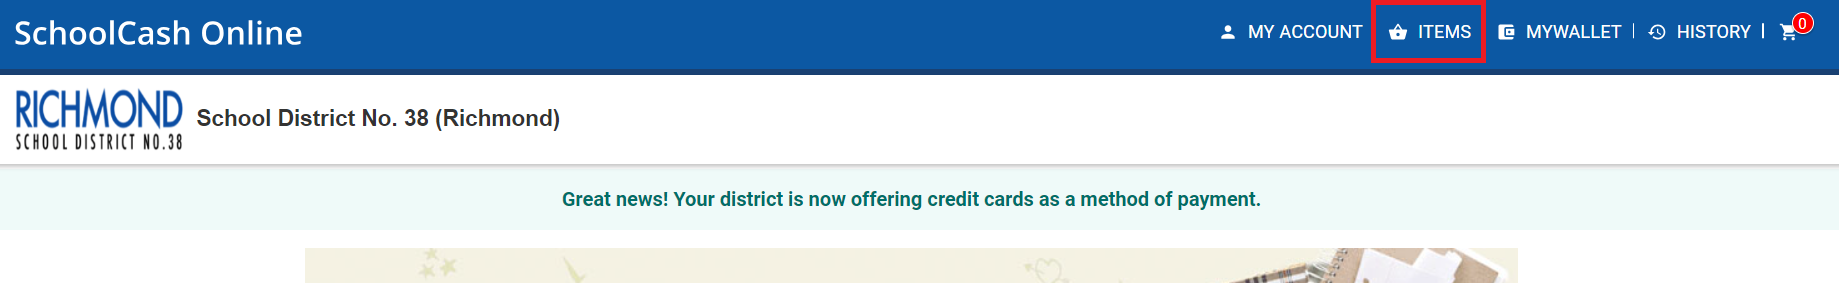 SchoolCash Online
MY ACCOUNT ITEMS MYWALLET | HISTORY | 0
RICHMOND
SCHOOL DISTRICT NO.38
School District No. 38 (Richmond)
Great news! Your district is now offering credit cards as a method of payment.